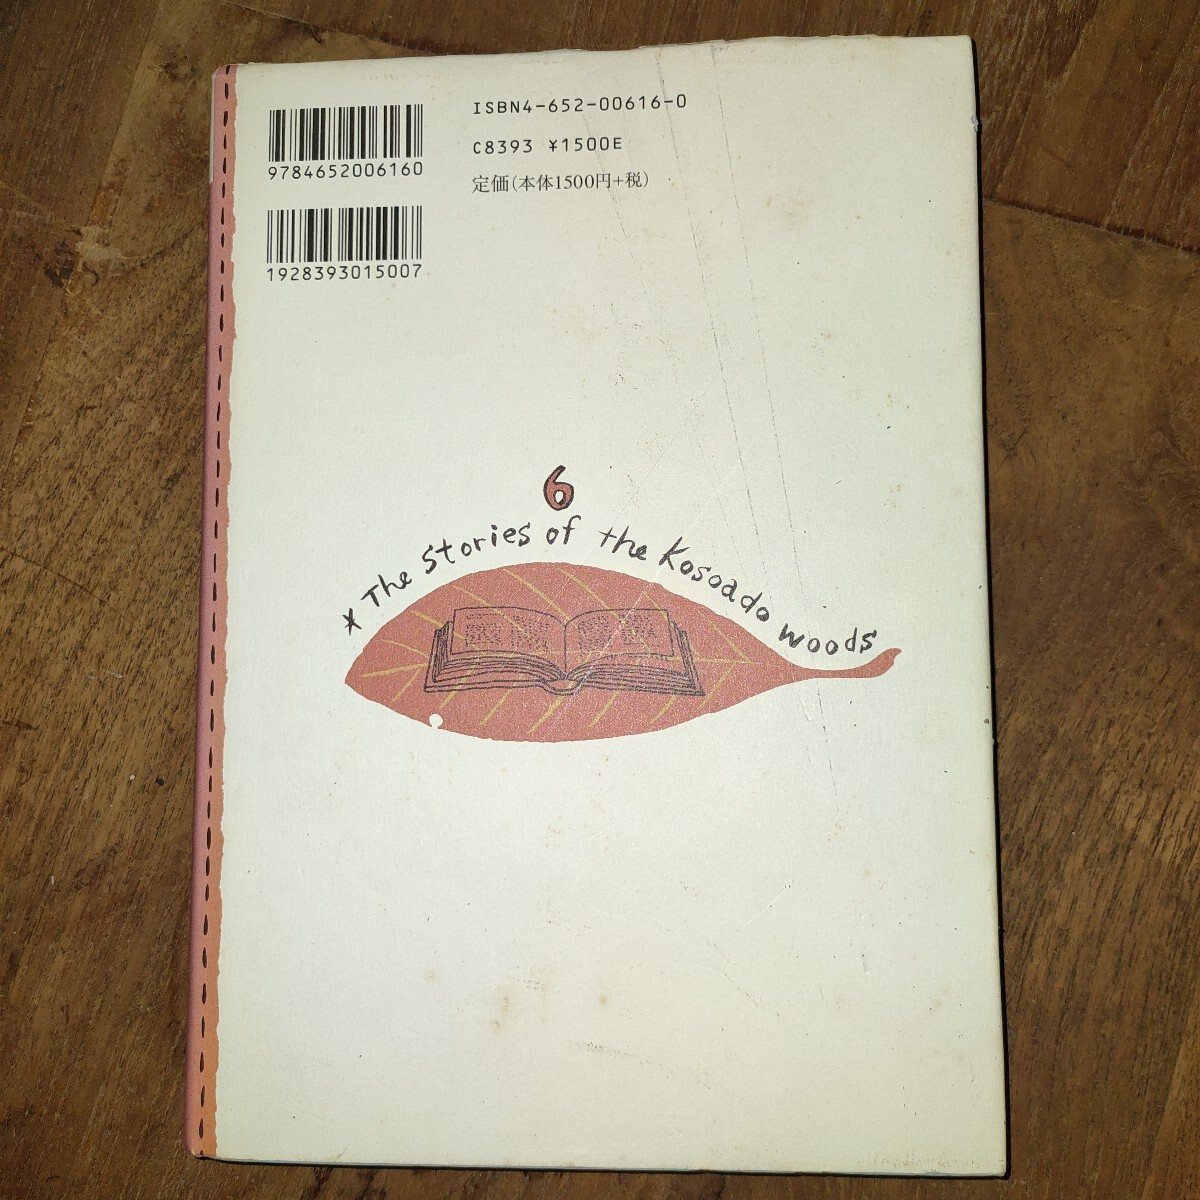 9784652006160
1928393015007
ISBN4-652-00616-0
C8393 ¥1500E
定価(本体1500円+税)
6
* The stories of the Kosoado woods